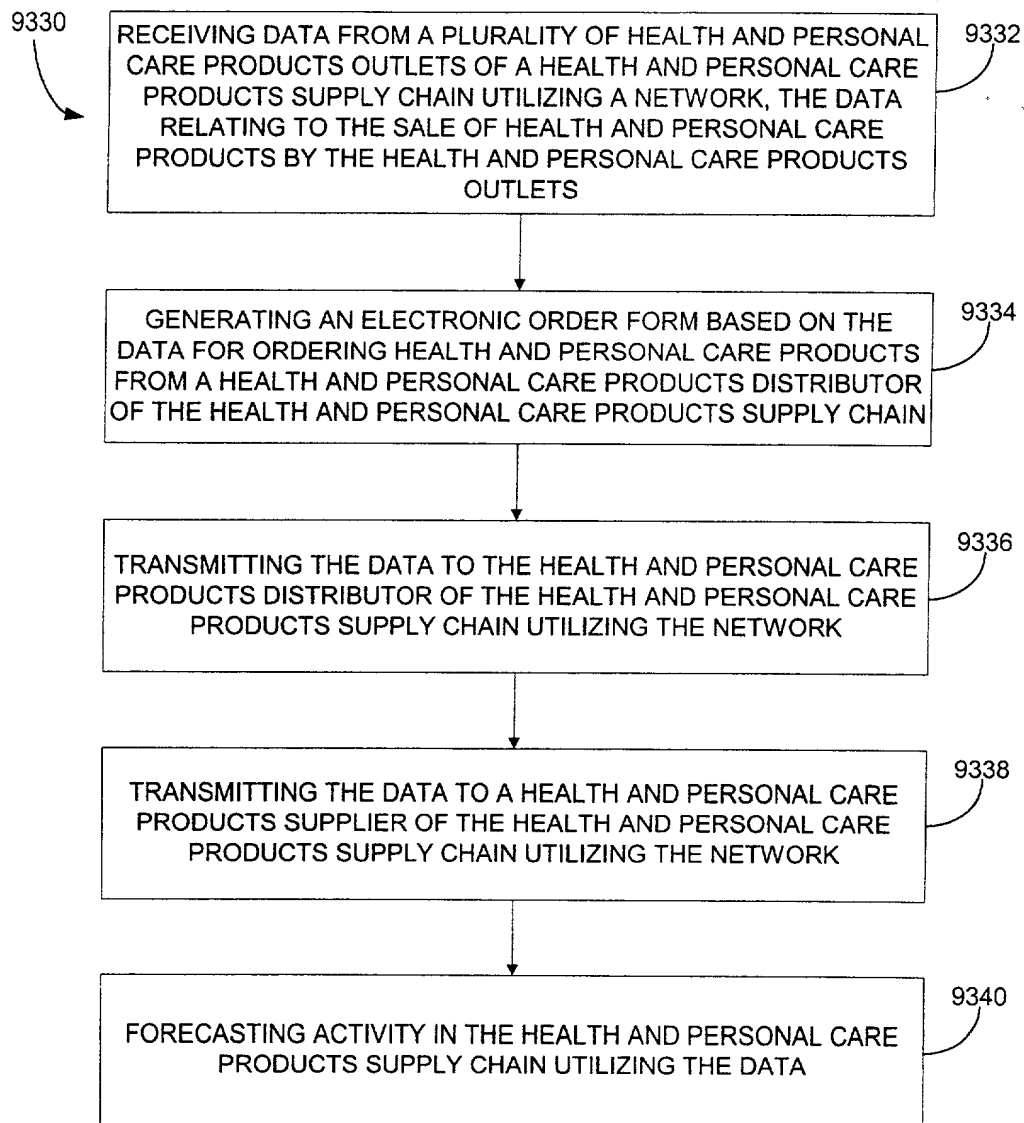 9330
RECEIVING DATA FROM A PLURALITY OF HEALTH AND PERSONAL
CARE PRODUCTS OUTLETS OF A HEALTH AND PERSONAL CARE
PRODUCTS SUPPLY CHAIN UTILIZING A NETWORK, THE DATA
RELATING TO THE SALE OF HEALTH AND PERSONAL CARE
PRODUCTS BY THE HEALTH AND PERSONAL CARE PRODUCTS
OUTLETS
9332
GENERATING AN ELECTRONIC ORDER FORM BASED ON THE
DATA FOR ORDERING HEALTH AND PERSONAL CARE PRODUCTS
FROM A HEALTH AND PERSONAL CARE PRODUCTS DISTRIBUTOR
OF THE HEALTH AND PERSONAL CARE PRODUCTS SUPPLY CHAIN
9334
TRANSMITTING THE DATA TO THE HEALTH AND PERSONAL CARE
PRODUCTS DISTRIBUTOR OF THE HEALTH AND PERSONAL CARE
PRODUCTS SUPPLY CHAIN UTILIZING THE NETWORK
9336
TRANSMITTING THE DATA TO A HEALTH AND PERSONAL CARE
PRODUCTS SUPPLIER OF THE HEALTH AND PERSONAL CARE
PRODUCTS SUPPLY CHAIN UTILIZING THE NETWORK
9338
FORECASTING ACTIVITY IN THE HEALTH AND PERSONAL CARE
PRODUCTS SUPPLY CHAIN UTILIZING THE DATA
9340